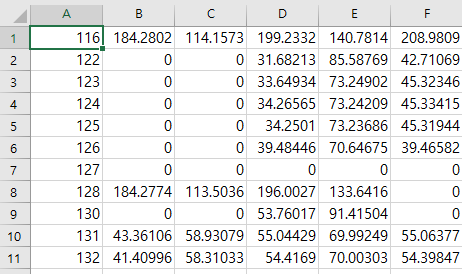 A B C D E F
1 116 184.2802 114.1573 199.2332 140.7814 208.9809
2 122 0 0 31.68213 85.58769 42.71069
3 123 0 0 33.64934 73.24902 45.32346
4 124 0 0 34.26565 73.24209 45.33415
5 125 0 0 34.2501 73.23686 45.31944
6 126 0 0 39.48446 70.64675 39.46582
7 127 0 0 0 0 0
8 128 184.2774 113.5036 196.0027 133.6416 0
9 130 0 0 53.76017 91.41504 0
10 131 43.36106 58.93079 55.04429 69.99249 55.06377
11 132 41.40996 58.31033 54.4169 70.00303 54.39847